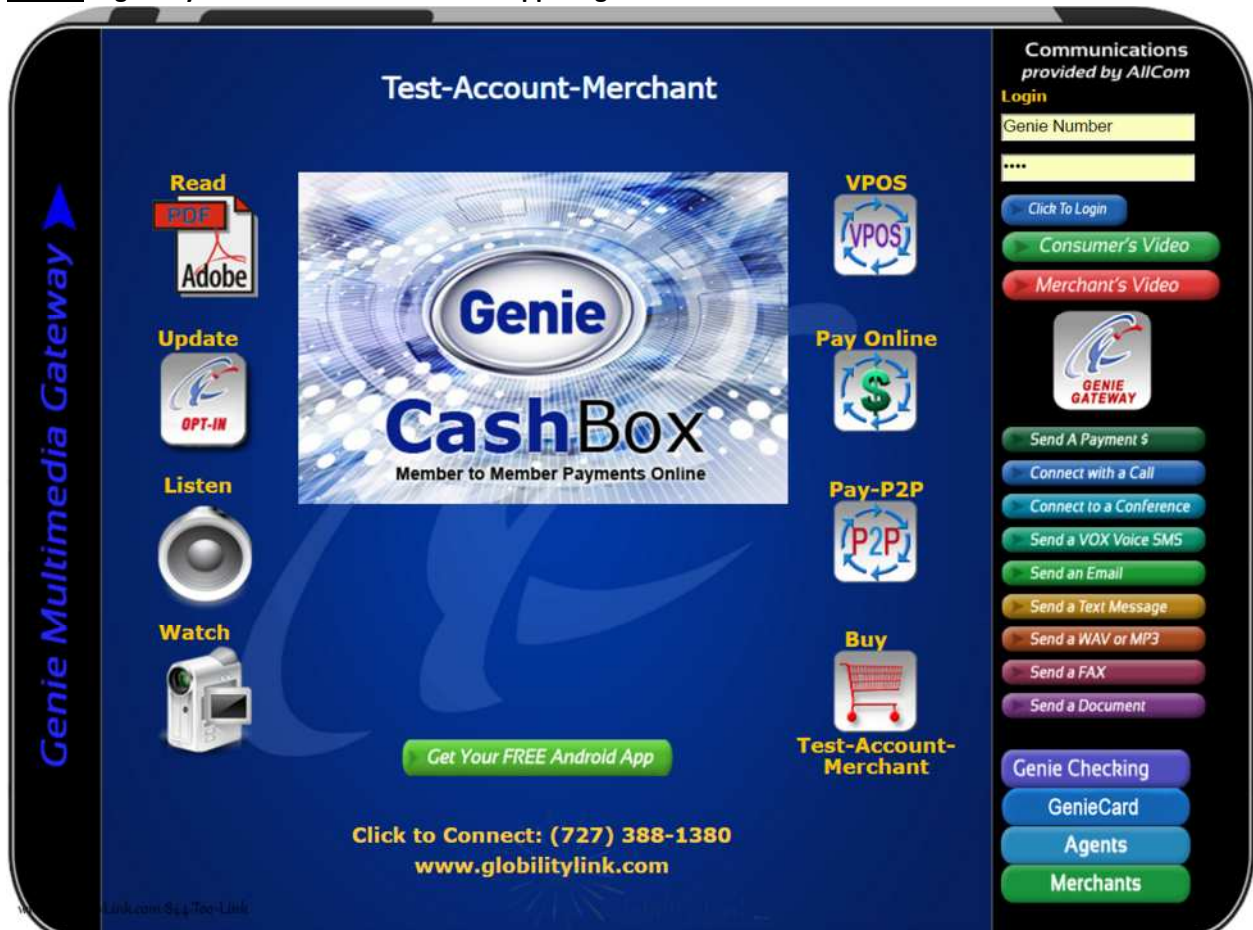 Test-Account-Merchant
Genie Multimedia Gateway
Read
PDF
Adobe
Update
OPT-IN
Listen
Watch
Genie
CashBox
Member to Member Payments Online
VPOS
VPOS
Pay Online
$
Pay-P2P
P2P
Buy
Test-Account-
Merchant
Get Your FREE Android App
Click to Connect: (727) 388-1380
www.globilitylink.com
Communications
provided by AllCom
Login
Genie Number
••••
Click To Login
Consumer's Video
Merchant's Video
GENIE
GATEWAY
Send A Payment $
Connect with a Call
Connect to a Conference
Send a VOX Voice SMS
Send an Email
Send a Text Message
Send a WAV or MP3
Send a FAX
Send a Document
Genie Checking
GenieCard
Agents
Merchants